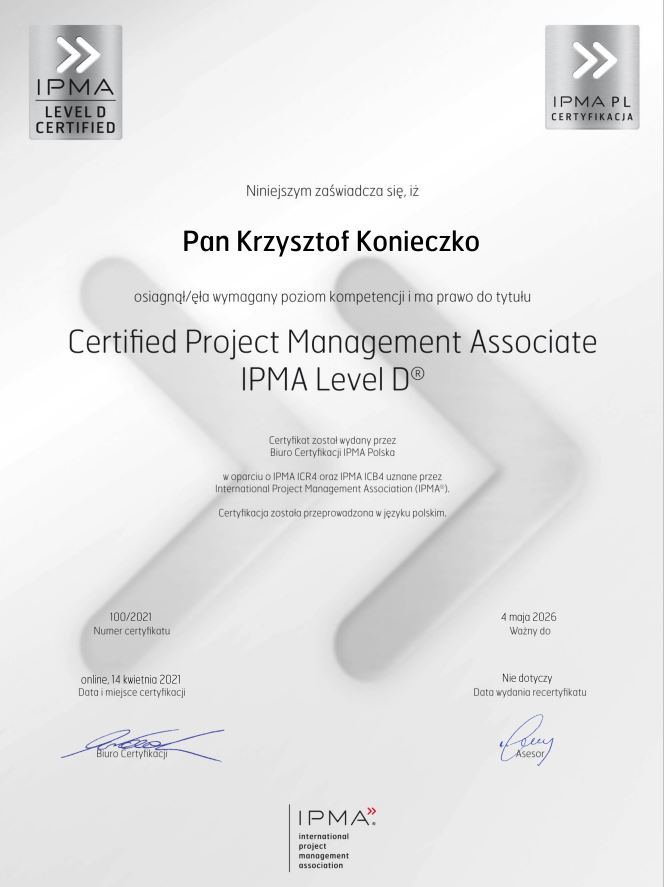 IPMA
LEVEL D
CERTIFIED
IPMA PL
CERTYFIKACJA
Niniejszym zaświadcza się, iż
Pan Krzysztof Konieczko
osiągnął/ęła wymagany poziom kompetencji i ma prawo do tytułu
Certified Project Management Associate
IPMA Level D®
Certyfikat został wydany przez
Biuro Certyfikacji IPMA Polska
w oparciu o IPMA ICR4 oraz IPMA ICB4 uznane przez
International Project Management Association (IPMA®).
Certyfikacja została przeprowadzona w języku polskim.
100/2021
Numer certyfikatu
4 maja 2026
Ważny do
online, 14 kwietnia 2021
Data i miejsce certyfikacji
Nie dotyczy
Data wydania recertyfikatu
Biuro Certyfikacji
Asesor
IPMA®
international
project
management
association